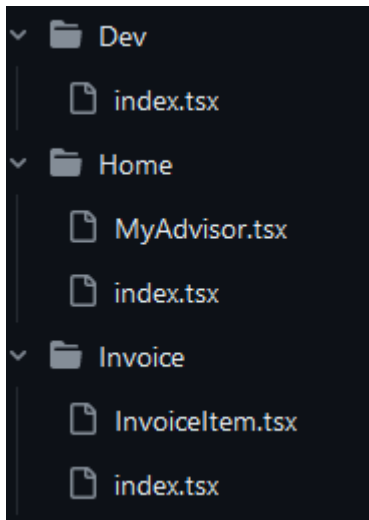 Dev
index.tsx
Home
MyAdvisor.tsx
index.tsx
Invoice
InvoiceItem.tsx
index.tsx